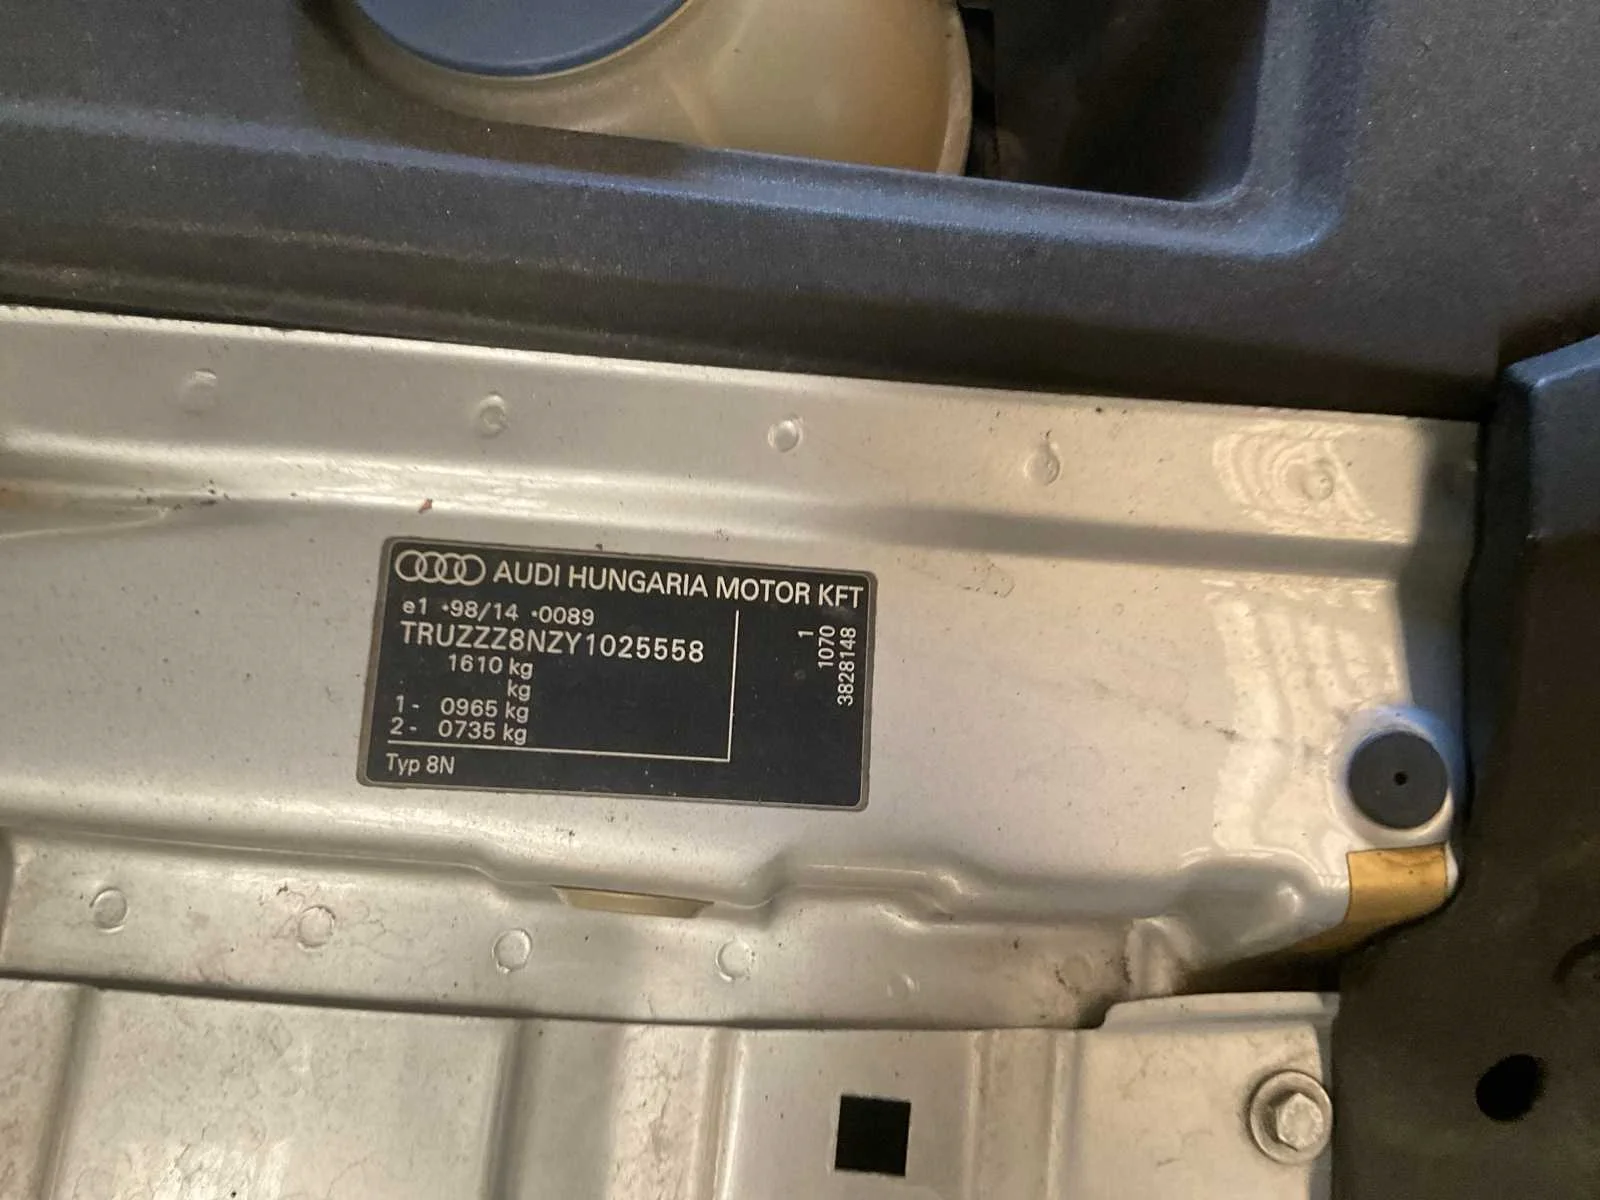 AUDI HUNGARIA MOTOR KFT
e1 *98/14 *0089
TRUZZZ8NZY1025558
1610 kg
kg
1- 0965 kg
2- 0735 kg
Typ 8N
1
1070
3828148